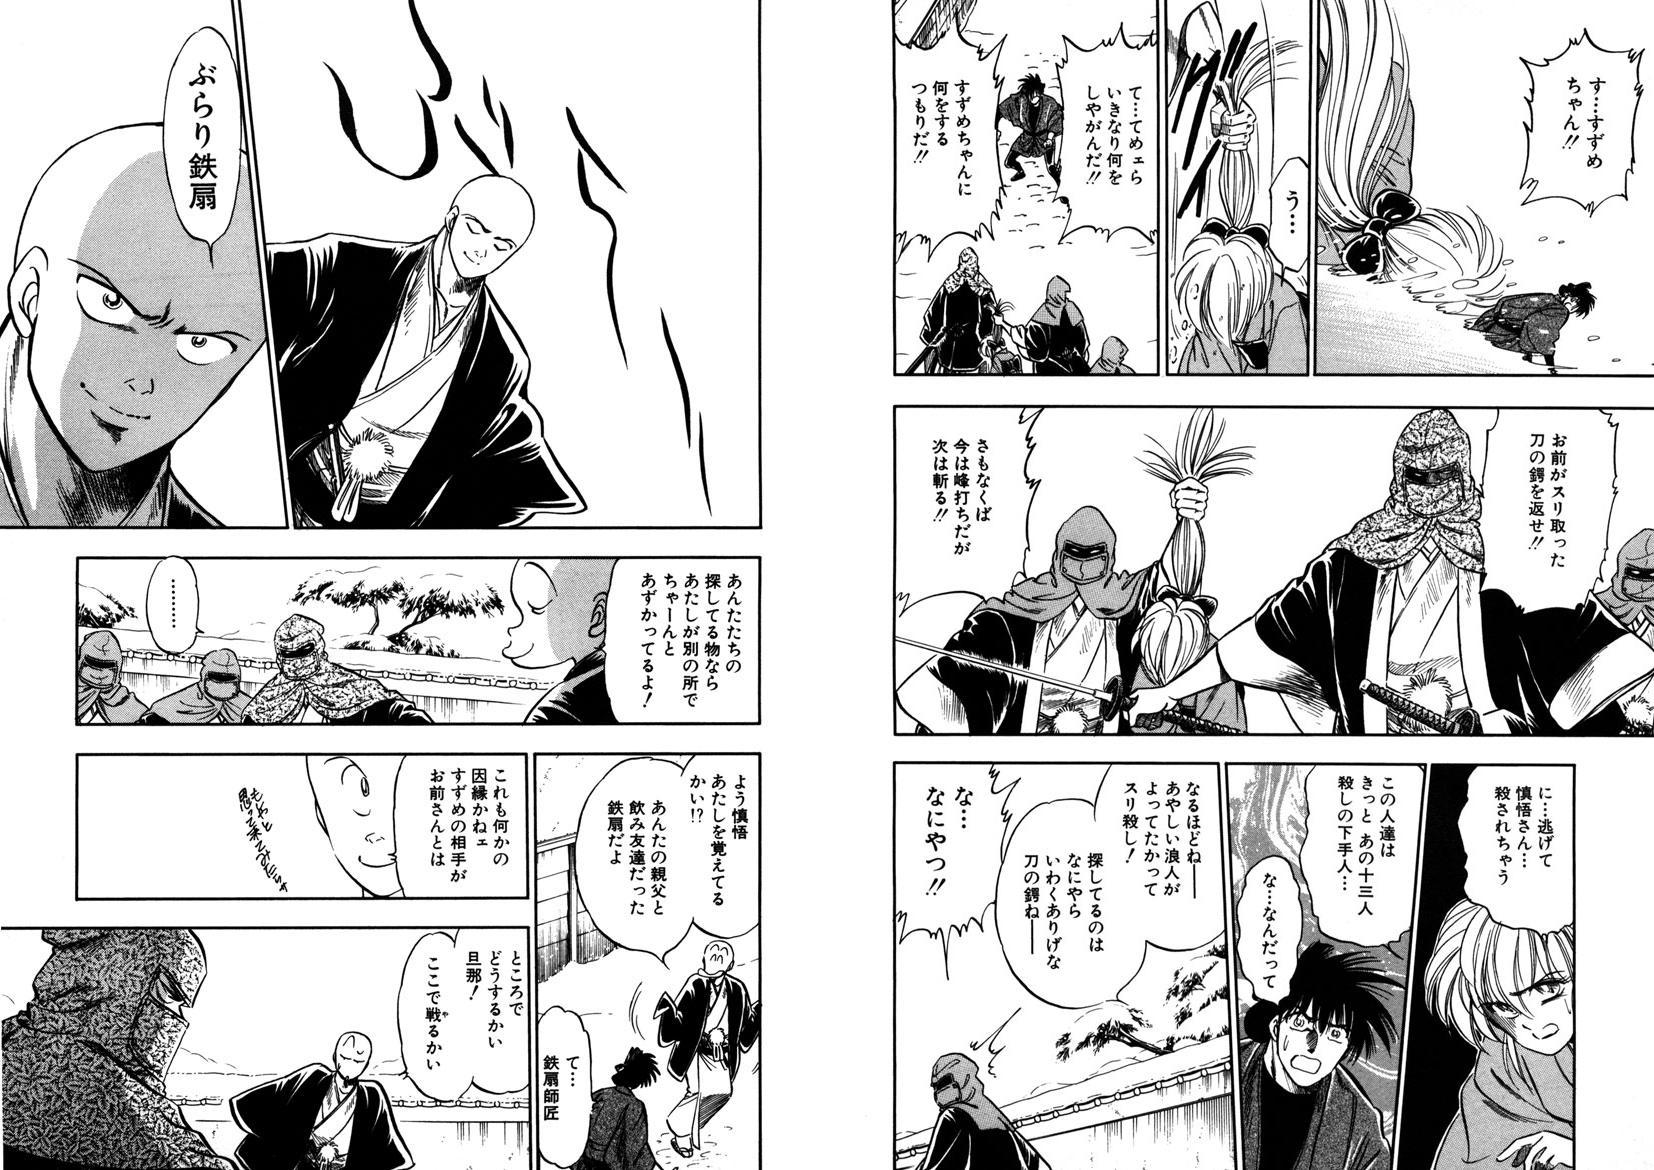 す…すずめ
ちゃん!!
う…
て…てめェら
いきなり何を
しやがんだ!!
すずめちゃんに
何をする
つもりだ!!
お前がスリ取った
刀の鍔を返せ!!
さもなくば
今は峰打ちだが
次は斬る!!
に…逃げて
慎悟さん…
殺されちゃう
この人達は
きっと あの十三人
殺しの下手人…
な…なんだって
なるほどね──
あやしい浪人が
よってたかって
スリ殺し!
探してるのは
なにやら
いわくありげな
刀の鍔ね──
な…
なにやつ!!
ぶらり鉄扇
あんたたちの
探してる物なら
あたしが別の所で
ちゃーんと
あずかってるよ!
………
よう慎悟
あたしを覚えてる
かい!?
あんたの親父と
飲み友達だった
鉄扇だよ
て…
鉄扇師匠
これも何かの
因縁かねェ
すずめの相手が
お前さんとは
もしやと
思って来てみたらサ
ところで
どうするかい
旦那!
ここで戦るかい
や